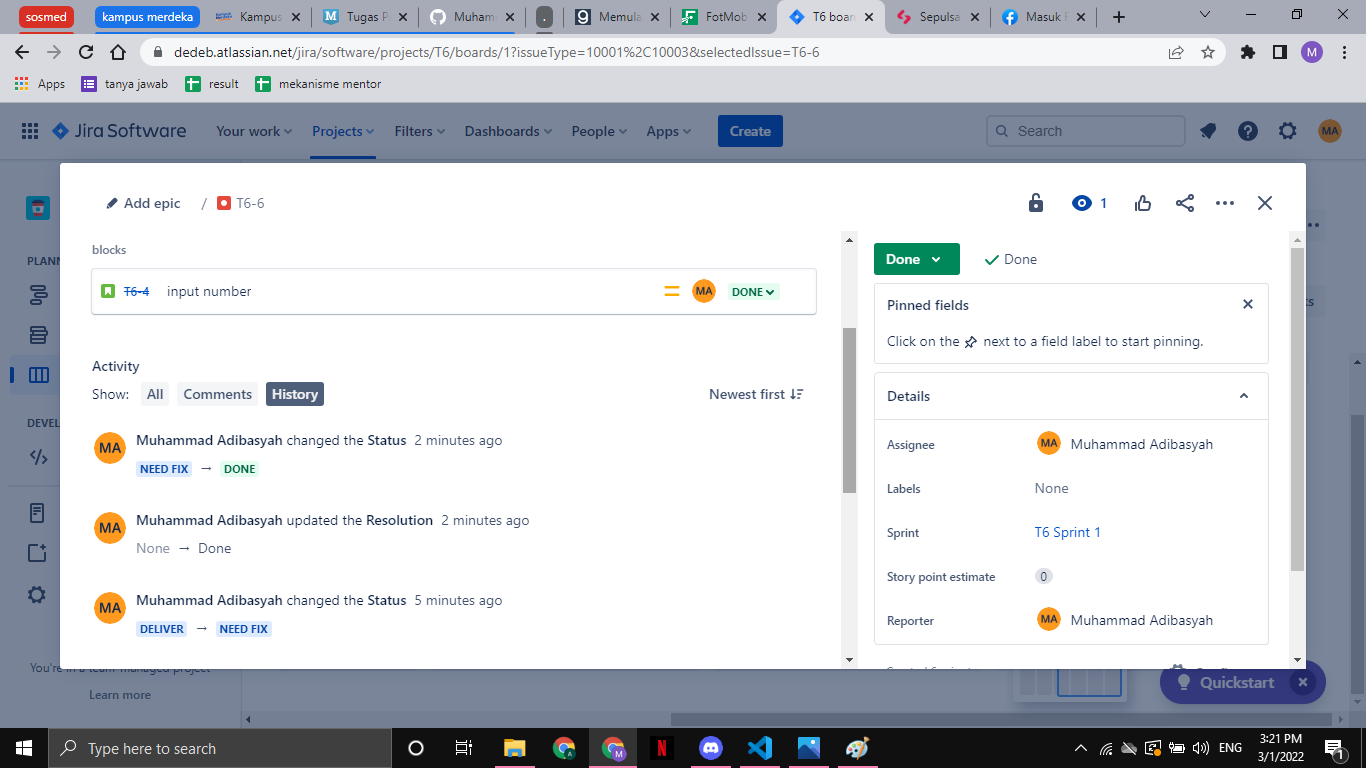 sosmed
kampus merdeka
Kampus
Tugas P
Muham
Memula
FotMob
T6 boar
Sepulsa
Masuk F
dedeb.atlassian.net/jira/software/projects/T6/boards/1?issueType=10001%2C10003&selectedIssue=T6-6
M
Apps
tanya jawab
result
mekanisme mentor
Jira Software
Your work
Projects
Filters
Dashboards
People
Apps
Create
Search
MA
Add epic / T6-6
1
blocks
T6-4 input number
MA
DONE
Activity
Show: All Comments History
Newest first
MA Muhammad Adibasyah changed the Status 2 minutes ago
NEED FIX → DONE
MA Muhammad Adibasyah updated the Resolution 2 minutes ago
None → Done
MA Muhammad Adibasyah changed the Status 5 minutes ago
DELIVER → NEED FIX
Done
Done
Pinned fields
Click on the next to a field label to start pinning.
Details
Assignee MA Muhammad Adibasyah
Labels None
Sprint T6 Sprint 1
Story point estimate 0
Reporter MA Muhammad Adibasyah
PLANN
DEVEL
You're in a team-managed project
Learn more
Quickstart
Type here to search
ENG
3:21 PM
3/1/2022
1